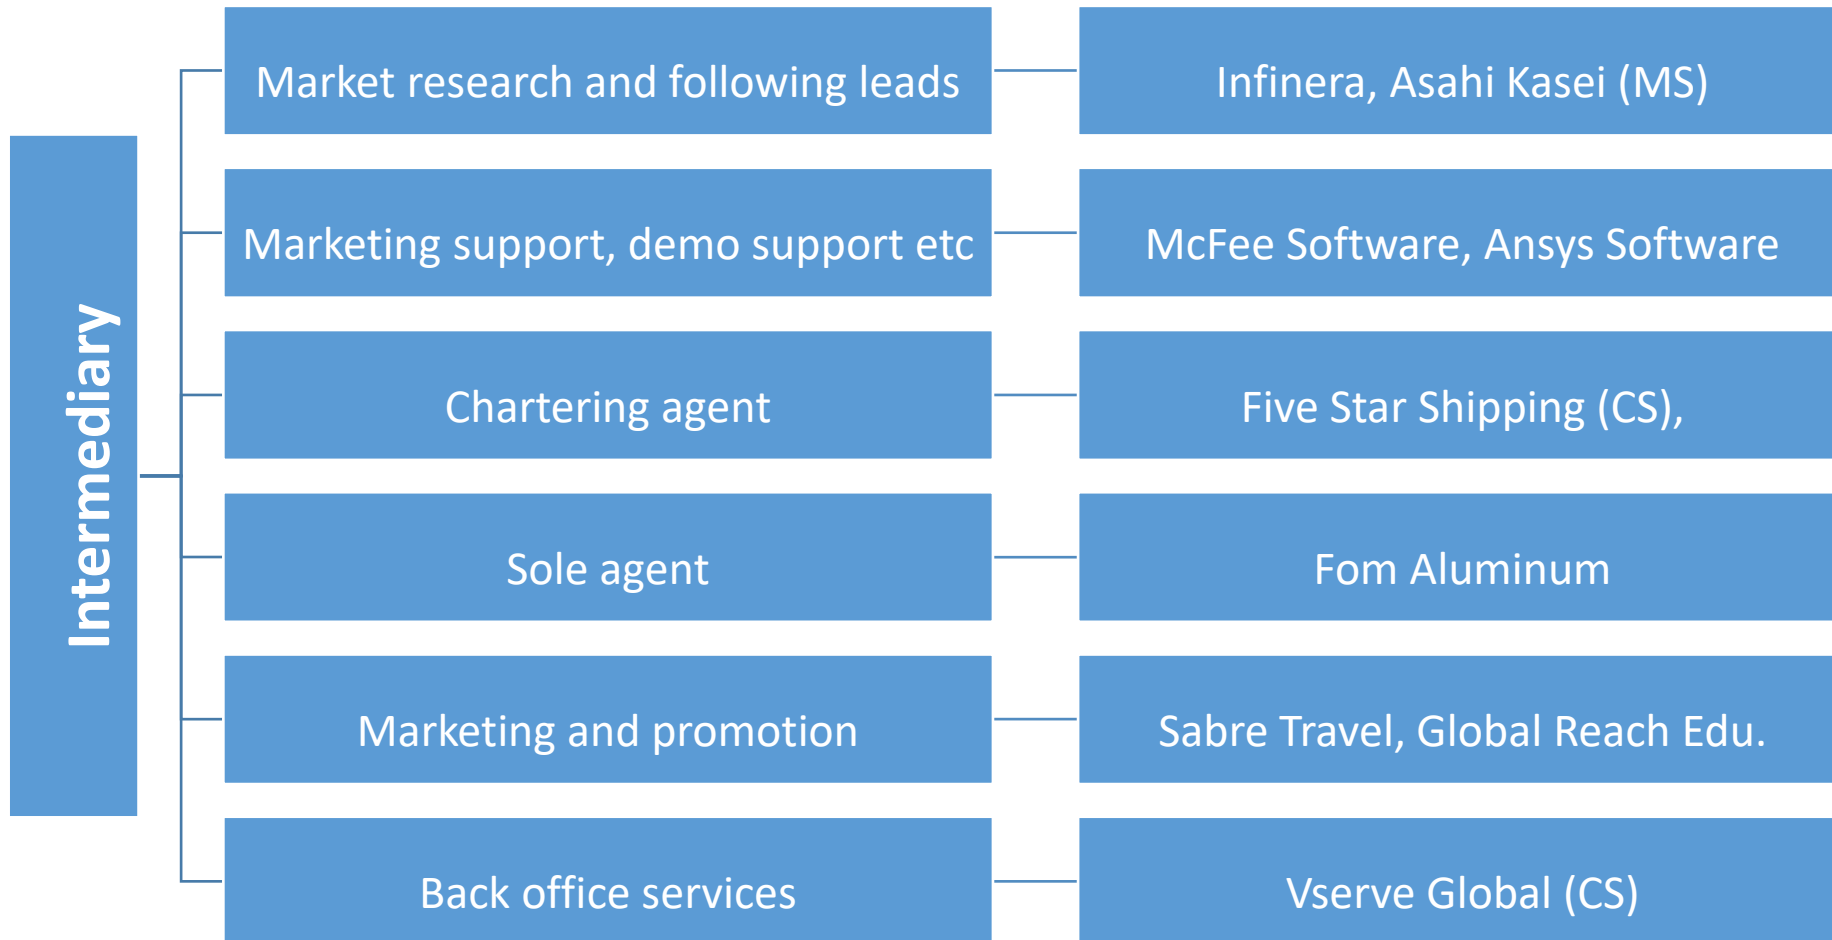 Intermediary
Market research and following leads
Infinera, Asahi Kasei (MS)
Marketing support, demo support etc
McFee Software, Ansys Software
Chartering agent
Five Star Shipping (CS),
Sole agent
Fom Aluminum
Marketing and promotion
Sabre Travel, Global Reach Edu.
Back office services
Vserve Global (CS)